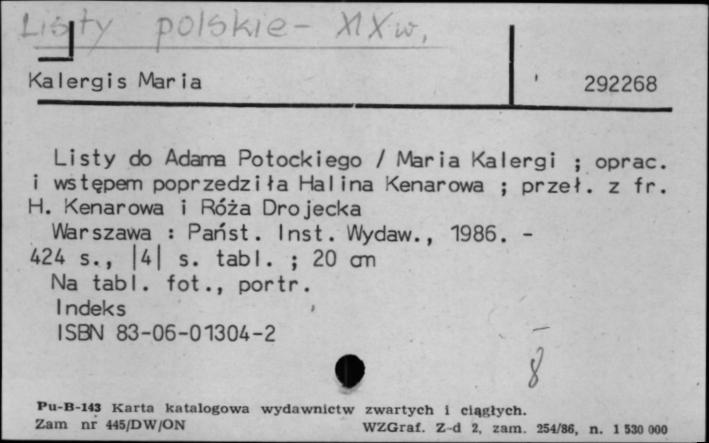 Listy polskie - XIX w.
Kalergis Maria
292268
Listy do Adama Potockiego / Maria Kalergi ; oprac.
i wstępem poprzedziła Halina Kenarowa ; przeł. z fr.
H. Kenarowa i Róża Drojecka
Warszawa : Państ. Inst. Wydaw., 1986. -
424 s., |4| s. tabl. ; 20 cm
Na tabl. fot., portr.
Indeks
ISBN 83-06-01304-2
8
Pu-B-143 Karta katalogowa wydawnictw zwartych i ciągłych.
Zam nr 445/DW/ON WZGraf. Z-d 2, zam. 254/86, n. 1 530 000